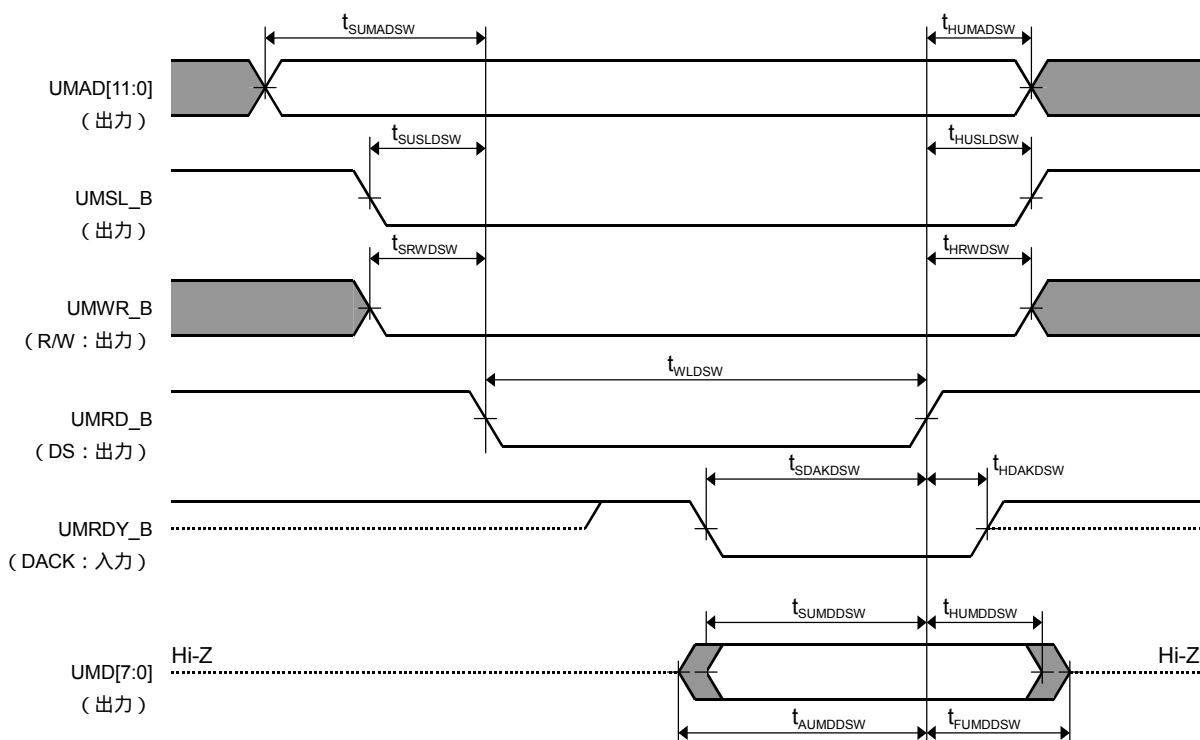 tSUMADSW
tHUMADSW
UMAD[11:0]
(出力)
tSUSLDSW
tHUSLDSW
UMSL_B
(出力)
tSRWDSW
tHRWDSW
UMWR_B
(R/W:出力)
tWLDSW
UMRD_B
(DS:出力)
tSDAKDSW
tHDAKDSW
UMRDY_B
(DACK:入力)
tSUMDDSW
tHUMDDSW
Hi-Z
Hi-Z
UMD[7:0]
(出力)
tAUMDDSW
tFUMDDSW